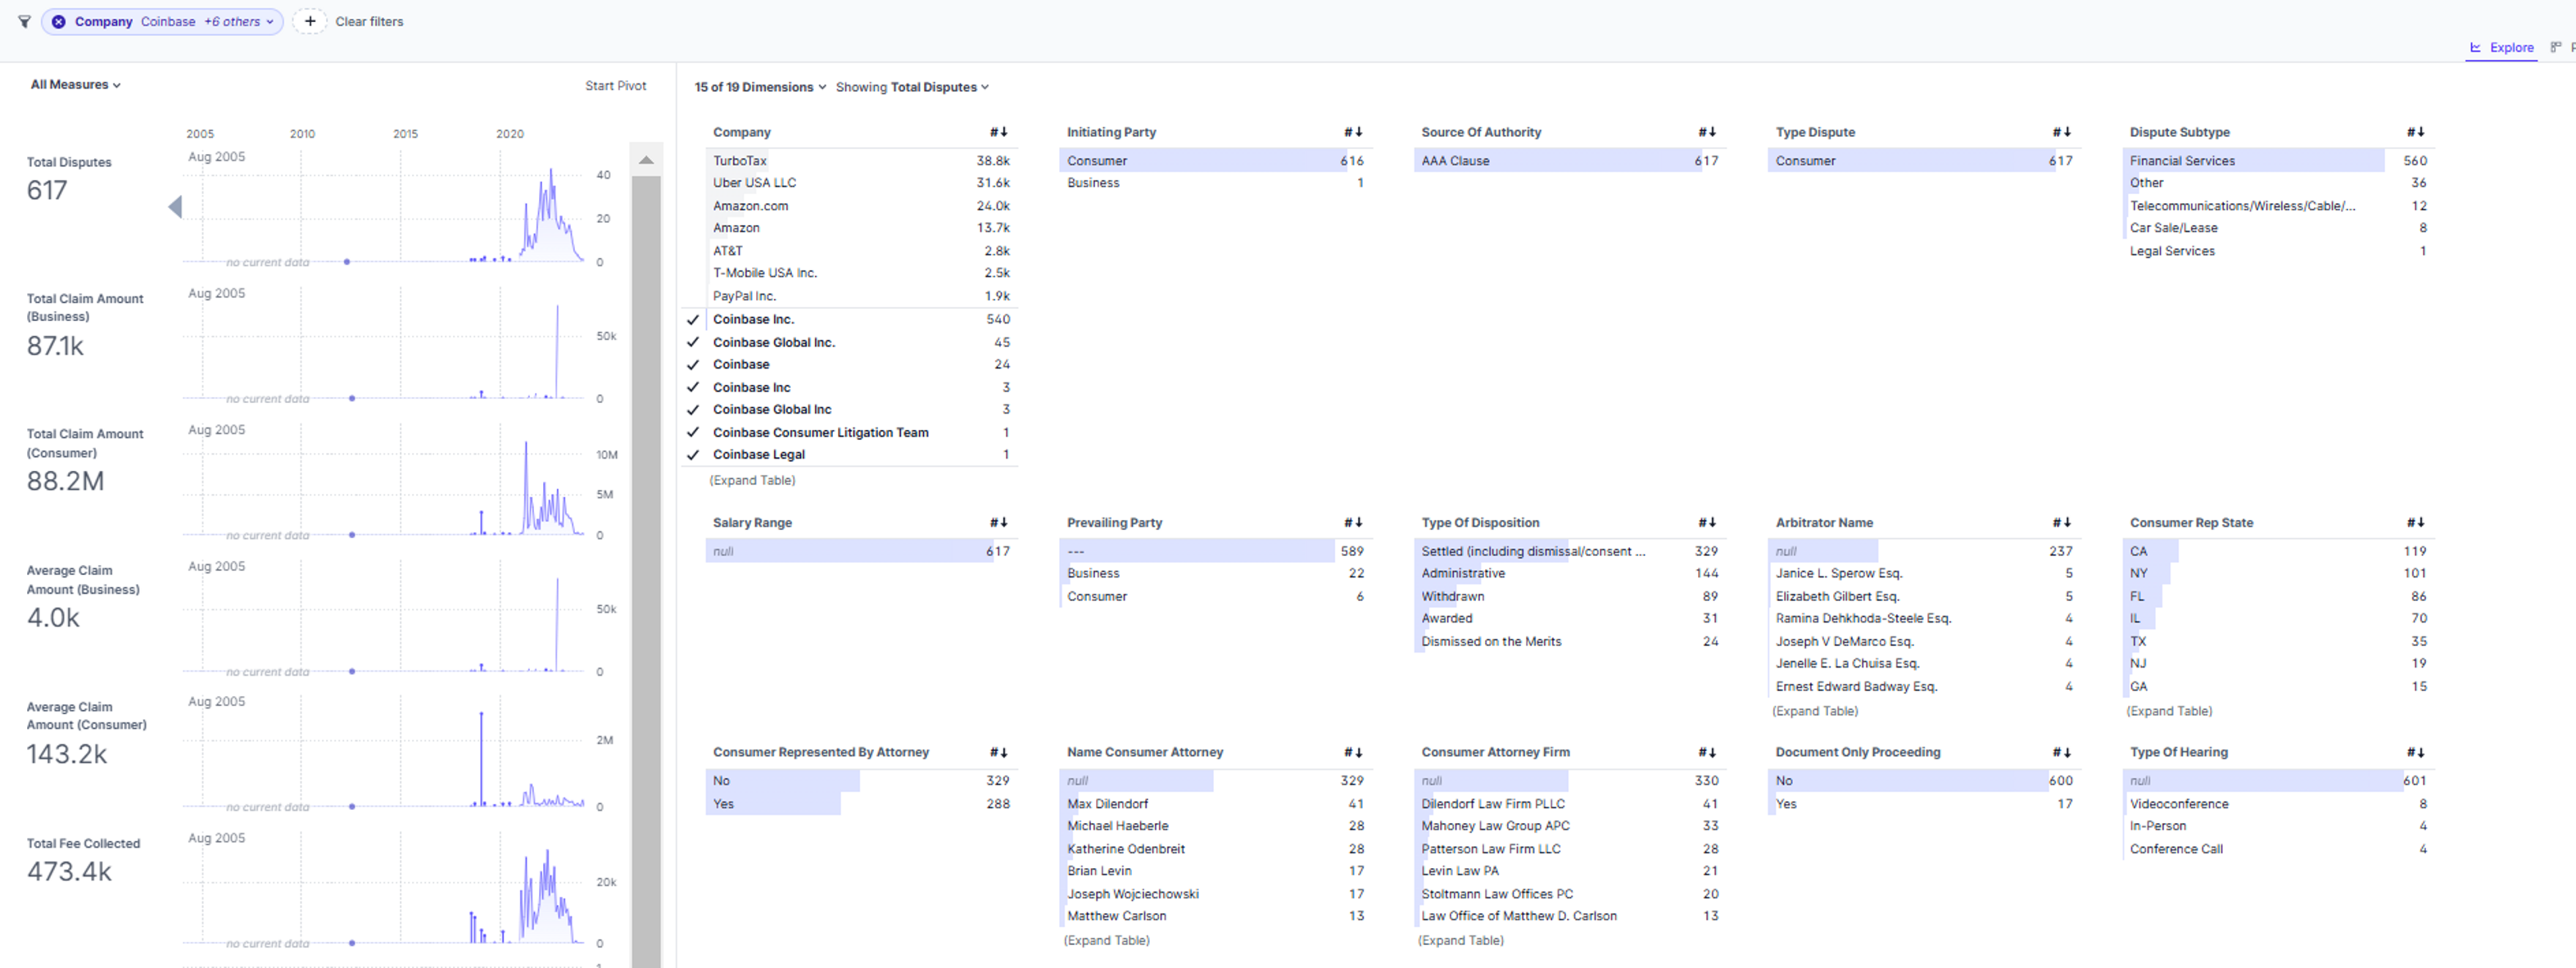 Company Coinbase +6 others
+
Clear filters
Explore
All Measures
Start Pivot
2005 2010 2015 2020
Total Disputes
617
Aug 2005
no current data
40
20
0
Total Claim Amount
(Business)
87.1k
Aug 2005
no current data
50k
0
Total Claim Amount
(Consumer)
88.2M
Aug 2005
no current data
10M
5M
0
Average Claim
Amount (Business)
4.0k
Aug 2005
no current data
50k
0
Average Claim
Amount (Consumer)
143.2k
Aug 2005
no current data
2M
0
Total Fee Collected
473.4k
Aug 2005
no current data
20k
0
15 of 19 Dimensions Showing Total Disputes
Company #↓
TurboTax 38.8k
Uber USA LLC 31.6k
Amazon.com 24.0k
Amazon 13.7k
AT&T 2.8k
T-Mobile USA Inc. 2.5k
PayPal Inc. 1.9k
Coinbase Inc. 540
Coinbase Global Inc. 45
Coinbase 24
Coinbase Inc 3
Coinbase Global Inc 3
Coinbase Consumer Litigation Team 1
Coinbase Legal 1
(Expand Table)
Initiating Party #↓
Consumer 616
Business 1
Source Of Authority #↓
AAA Clause 617
Type Dispute #↓
Consumer 617
Dispute Subtype #↓
Financial Services 560
Other 36
Telecommunications/Wireless/Cable/... 12
Car Sale/Lease 8
Legal Services 1
Salary Range #↓
null 617
Prevailing Party #↓
--- 589
Business 22
Consumer 6
Type Of Disposition #↓
Settled (including dismissal/consent ... 329
Administrative 144
Withdrawn 89
Awarded 31
Dismissed on the Merits 24
Arbitrator Name #↓
null 237
Janice L. Sperow Esq. 5
Elizabeth Gilbert Esq. 5
Ramina Dehkhoda-Steele Esq. 4
Joseph V DeMarco Esq. 4
Jenelle E. La Chuisa Esq. 4
Ernest Edward Badway Esq. 4
(Expand Table)
Consumer Rep State #↓
CA 119
NY 101
FL 86
IL 70
TX 35
NJ 19
GA 15
(Expand Table)
Consumer Represented By Attorney #↓
No 329
Yes 288
Name Consumer Attorney #↓
null 329
Max Dilendorf 41
Michael Haeberle 28
Katherine Odenbreit 28
Brian Levin 17
Joseph Wojciechowski 17
Matthew Carlson 13
(Expand Table)
Consumer Attorney Firm #↓
null 330
Dilendorf Law Firm PLLC 41
Mahoney Law Group APC 33
Patterson Law Firm LLC 28
Levin Law PA 21
Stoltmann Law Offices PC 20
Law Office of Matthew D. Carlson 13
(Expand Table)
Document Only Proceeding #↓
No 600
Yes 17
Type Of Hearing #↓
null 601
Videoconference 8
In-Person 4
Conference Call 4